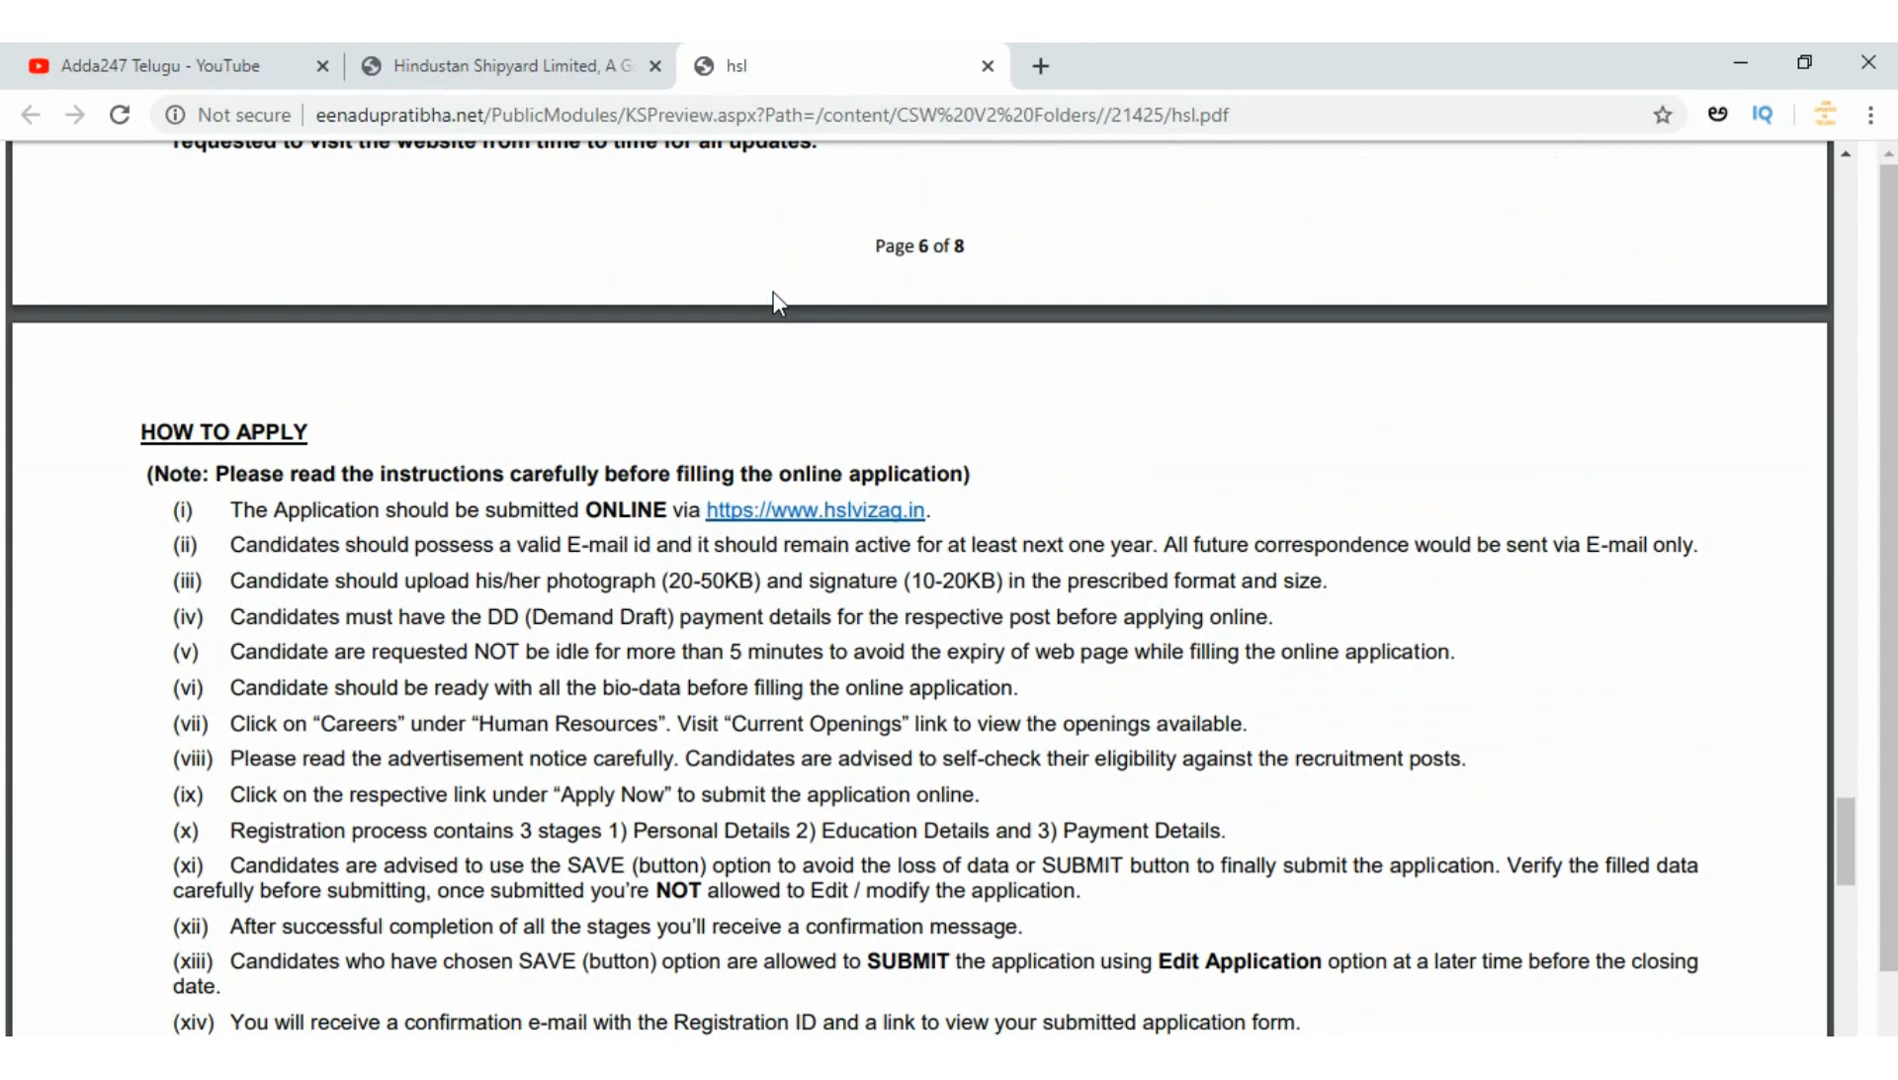 Adda247 Telugu - YouTube
Hindustan Shipyard Limited, A G
hsl
Not secure
eenadupratibha.net/PublicModules/KSPreview.aspx?Path=/content/CSW%20V2%20Folders//21425/hsl.pdf
IQ
requested to visit the website from time to time for all updates.
Page 6 of 8
HOW TO APPLY
(Note: Please read the instructions carefully before filling the online application)
(i) The Application should be submitted ONLINE via https://www.hslvizag.in.
(ii) Candidates should possess a valid E-mail id and it should remain active for at least next one year. All future correspondence would be sent via E-mail only.
(iii) Candidate should upload his/her photograph (20-50KB) and signature (10-20KB) in the prescribed format and size.
(iv) Candidates must have the DD (Demand Draft) payment details for the respective post before applying online.
(v) Candidate are requested NOT be idle for more than 5 minutes to avoid the expiry of web page while filling the online application.
(vi) Candidate should be ready with all the bio-data before filling the online application.
(vii) Click on “Careers” under “Human Resources”. Visit “Current Openings” link to view the openings available.
(viii) Please read the advertisement notice carefully. Candidates are advised to self-check their eligibility against the recruitment posts.
(ix) Click on the respective link under “Apply Now” to submit the application online.
(x) Registration process contains 3 stages 1) Personal Details 2) Education Details and 3) Payment Details.
(xi) Candidates are advised to use the SAVE (button) option to avoid the loss of data or SUBMIT button to finally submit the application. Verify the filled data
carefully before submitting, once submitted you’re NOT allowed to Edit / modify the application.
(xii) After successful completion of all the stages you’ll receive a confirmation message.
(xiii) Candidates who have chosen SAVE (button) option are allowed to SUBMIT the application using Edit Application option at a later time before the closing
date.
(xiv) You will receive a confirmation e-mail with the Registration ID and a link to view your submitted application form.